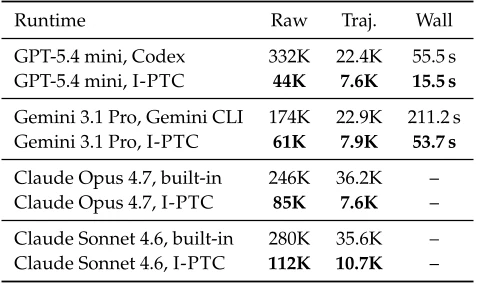 Runtime Raw Traj. Wall
GPT-5.4 mini, Codex 332K 22.4K 55.5 s
GPT-5.4 mini, I-PTC 44K 7.6K 15.5 s
Gemini 3.1 Pro, Gemini CLI 174K 22.9K 211.2 s
Gemini 3.1 Pro, I-PTC 61K 7.9K 53.7 s
Claude Opus 4.7, built-in 246K 36.2K –
Claude Opus 4.7, I-PTC 85K 7.6K –
Claude Sonnet 4.6, built-in 280K 35.6K –
Claude Sonnet 4.6, I-PTC 112K 10.7K –